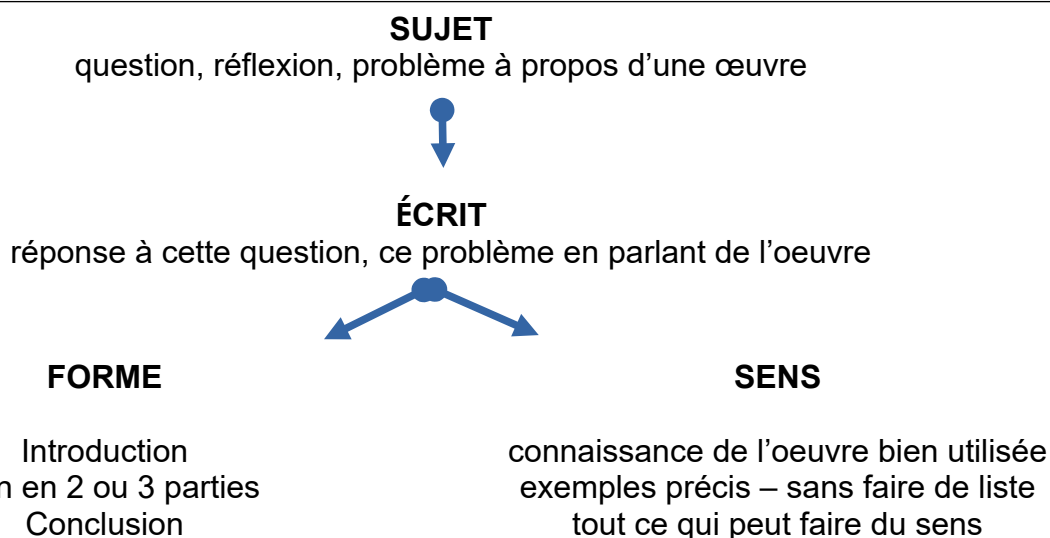 SUJET
question, réflexion, problème à propos d’une œuvre
ÉCRIT
réponse à cette question, ce problème en parlant de l’oeuvre
FORME
Introduction
en 2 ou 3 parties
Conclusion
SENS
connaissance de l’oeuvre bien utilisée
exemples précis – sans faire de liste
tout ce qui peut faire du sens